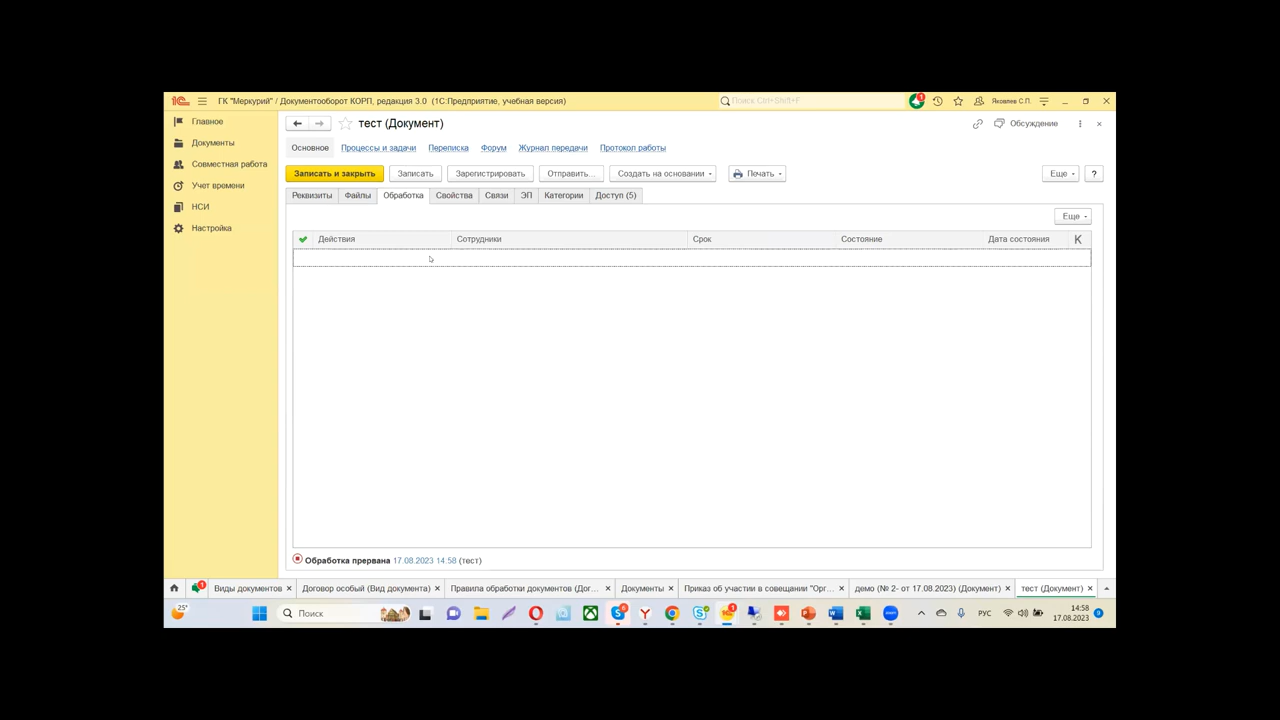 1С ГК "Меркурий" / Документооборот КОРП, редакция 3.0 (1С:Предприятие, учебная версия) Поиск Ctrl+Shift+F 1 Яковлев С.П.
Главное
Документы
Совместная работа
Учет времени
НСИ
Настройка
тест (Документ) Обсуждение
Основное Процессы и задачи Переписка Форум Журнал передачи Протокол работы
Записать и закрыть Записать Зарегистрировать Отправить... Создать на основании Печать Еще ?
Реквизиты Файлы Обработка Свойства Связи ЭП Категории Доступ (5)
Еще
Действия Сотрудники Срок Состояние Дата состояния К
Обработка прервана 17.08.2023 14:58 (тест)
1 Виды документов Договор особый (Вид документа) Правила обработки документов (Дог... Документы Приказ об участии в совещании "Орг... демо (№ 2- от 17.08.2023) (Документ) тест (Документ)
25° Поиск РУС 14:58
17.08.2023